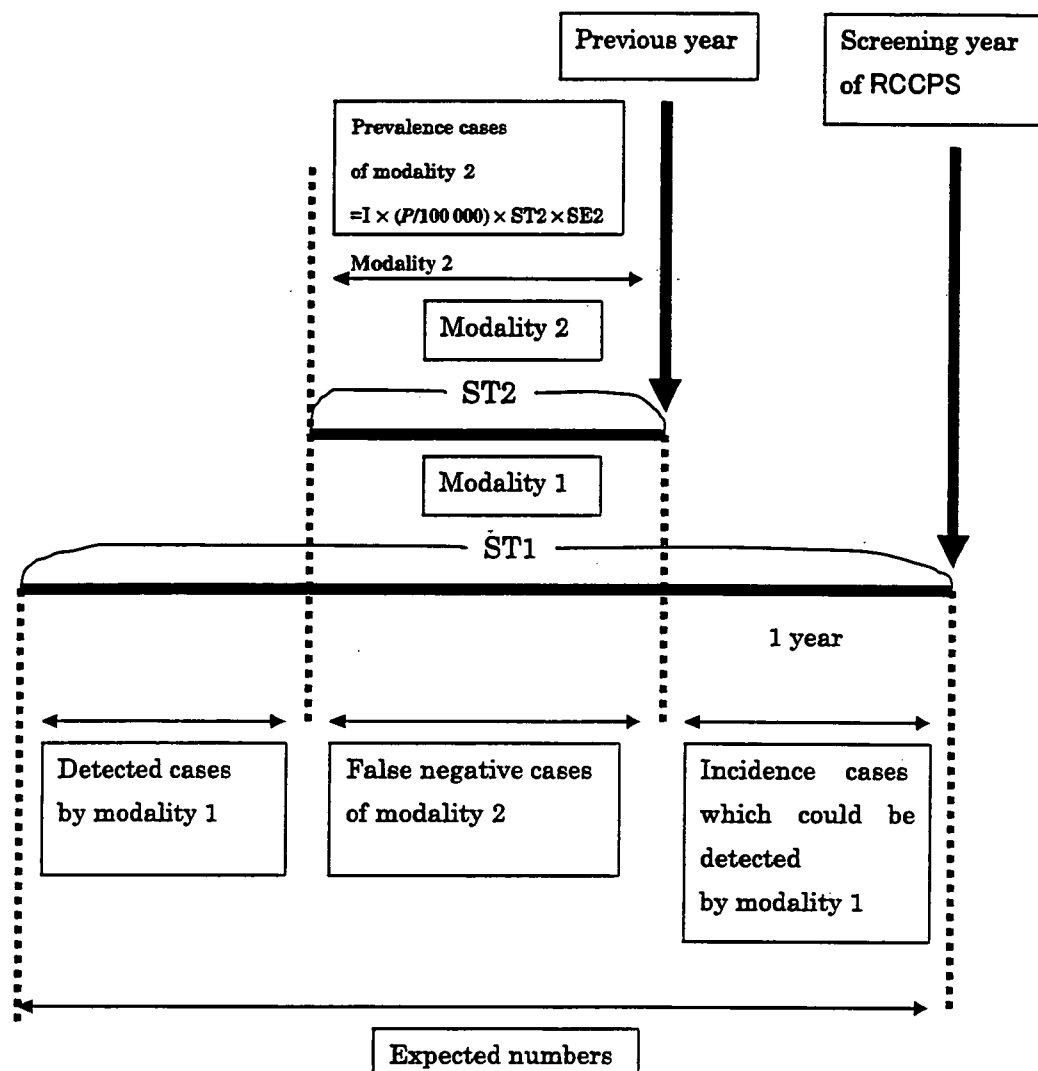 Previous year
Screening year
of RCCPS
Prevalence cases
of modality 2
=I × (P/100 000) × ST2 × SE2
Modality 2
Modality 2
ST2
Modality 1
ST1
1 year
Detected cases
by modality 1
False negative cases
of modality 2
Incidence cases
which could be
detected
by modality 1
Expected numbers